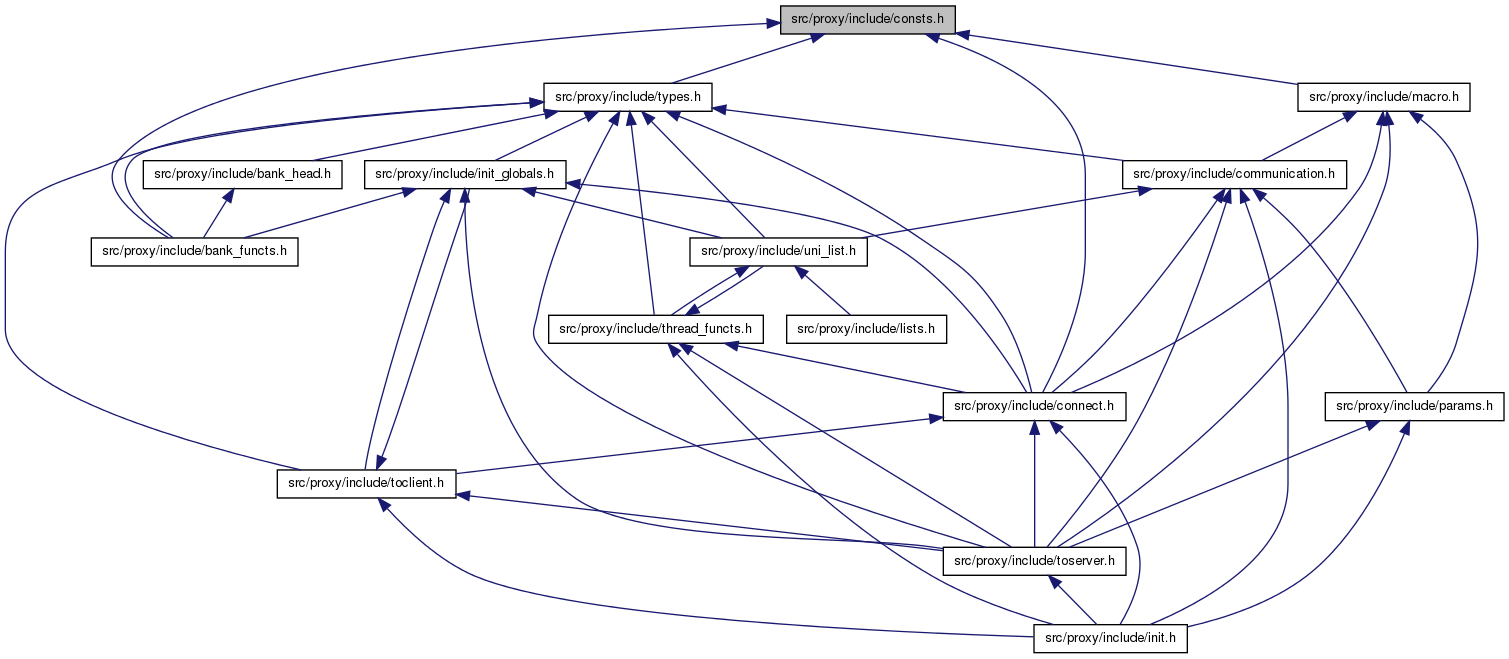 src/proxy/include/consts.h
src/proxy/include/types.h
src/proxy/include/macro.h
src/proxy/include/bank_head.h
src/proxy/include/init_globals.h
src/proxy/include/communication.h
src/proxy/include/bank_functs.h
src/proxy/include/uni_list.h
src/proxy/include/thread_functs.h
src/proxy/include/lists.h
src/proxy/include/connect.h
src/proxy/include/params.h
src/proxy/include/toclient.h
src/proxy/include/toserver.h
src/proxy/include/init.h